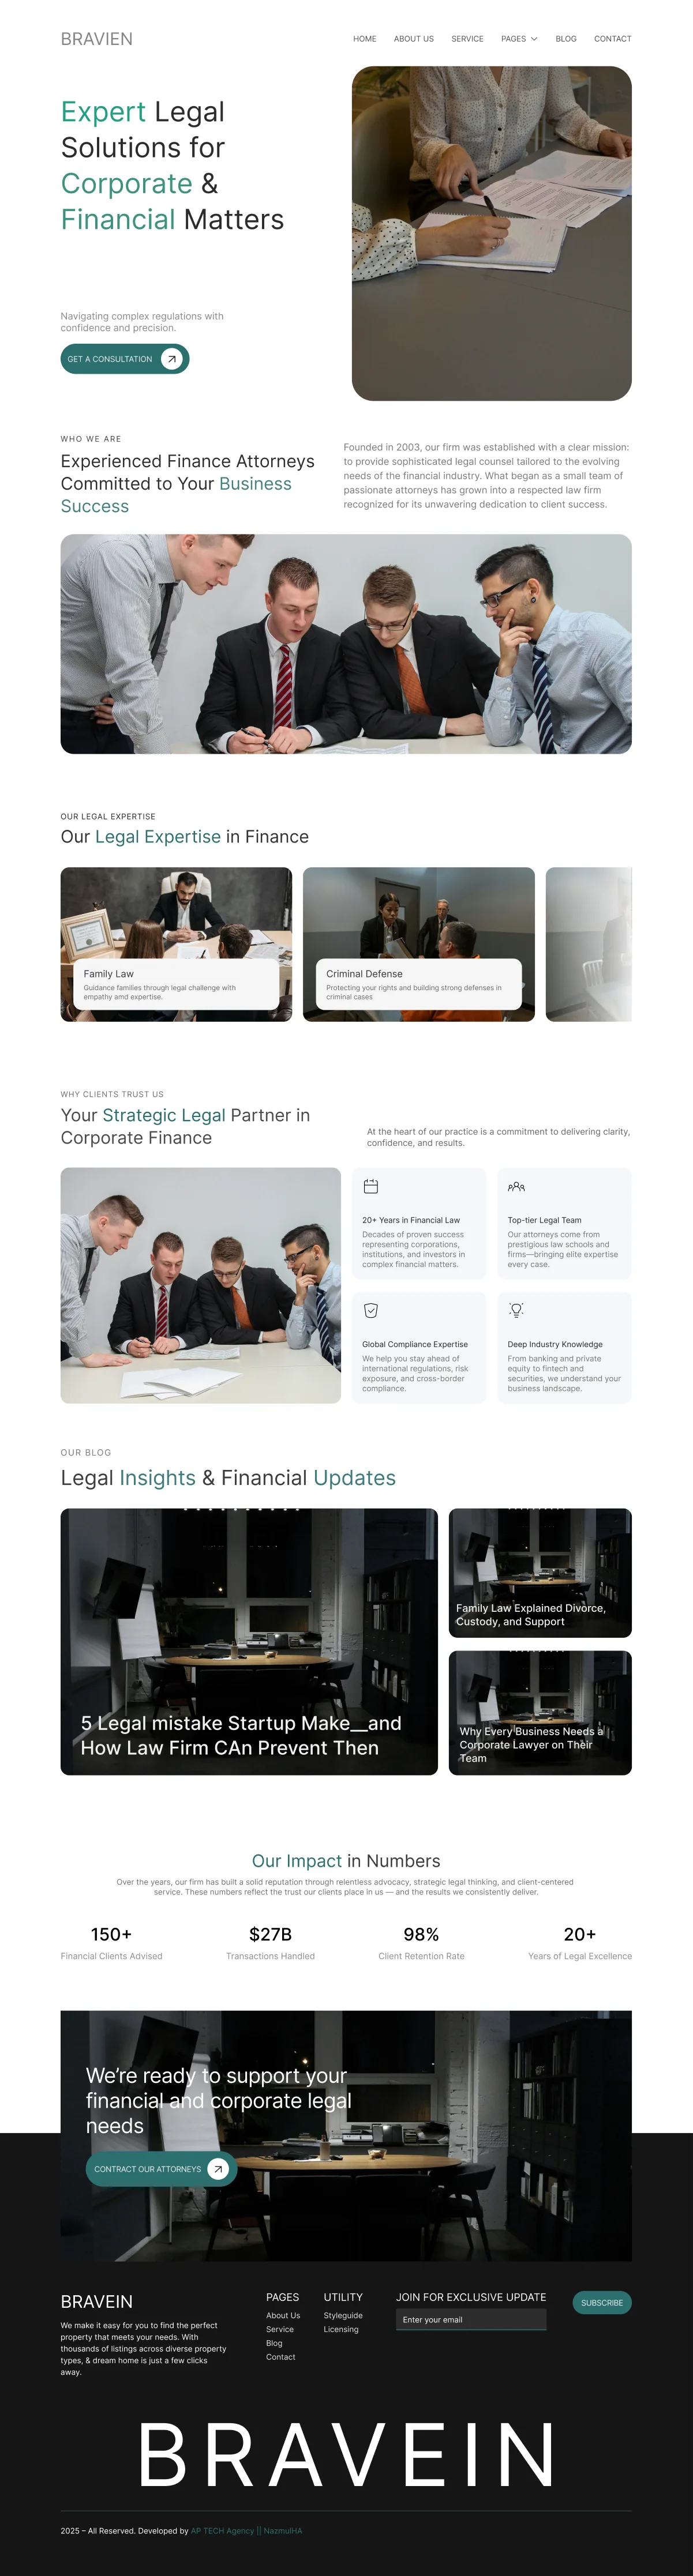 BRAVIEN
HOME ABOUT US SERVICE PAGES BLOG CONTACT
Expert Legal
Solutions for
Corporate &
Financial Matters
Navigating complex regulations with
confidence and precision.
GET A CONSULTATION
WHO WE ARE
Experienced Finance Attorneys
Committed to Your Business
Success
Founded in 2003, our firm was established with a clear mission:
to provide sophisticated legal counsel tailored to the evolving
needs of the financial industry. What began as a small team of
passionate attorneys has grown into a respected law firm
recognized for its unwavering dedication to client success.
OUR LEGAL EXPERTISE
Our Legal Expertise in Finance
Family Law
Guidance families through legal challenge with
empathy amd expertise.
Criminal Defense
Protecting your rights and building strong defenses in
criminal cases
WHY CLIENTS TRUST US
Your Strategic Legal Partner in
Corporate Finance
At the heart of our practice is a commitment to delivering clarity,
confidence, and results.
20+ Years in Financial Law
Decades of proven success
representing corporations,
institutions, and investors in
complex financial matters.
Top-tier Legal Team
Our attorneys come from
prestigious law schools and
firms—bringing elite expertise
every case.
Global Compliance Expertise
We help you stay ahead of
international regulations, risk
exposure, and cross-border
compliance.
Deep Industry Knowledge
From banking and private
equity to fintech and
securities, we understand your
business landscape.
OUR BLOG
Legal Insights & Financial Updates
5 Legal mistake Startup Make__and
How Law Firm CAn Prevent Then
Family Law Explained Divorce,
Custody, and Support
Why Every Business Needs a
Corporate Lawyer on Their
Team
Our Impact in Numbers
Over the years, our firm has built a solid reputation through relentless advocacy, strategic legal thinking, and client-centered
service. These numbers reflect the trust our clients place in us — and the results we consistently deliver.
150+
Financial Clients Advised
$27B
Transactions Handled
98%
Client Retention Rate
20+
Years of Legal Excellence
We're ready to support your
financial and corporate legal
needs
CONTRACT OUR ATTORNEYS
BRAVEIN
We make it easy for you to find the perfect
property that meets your needs. With
thousands of listings across diverse property
types, & dream home is just a few clicks
away.
PAGES
About Us
Service
Blog
Contact
UTILITY
Styleguide
Licensing
JOIN FOR EXCLUSIVE UPDATE
Enter your email
SUBSCRIBE
BRAVEIN
2025 – All Reserved. Developed by AP TECH Agency || NazmulHA